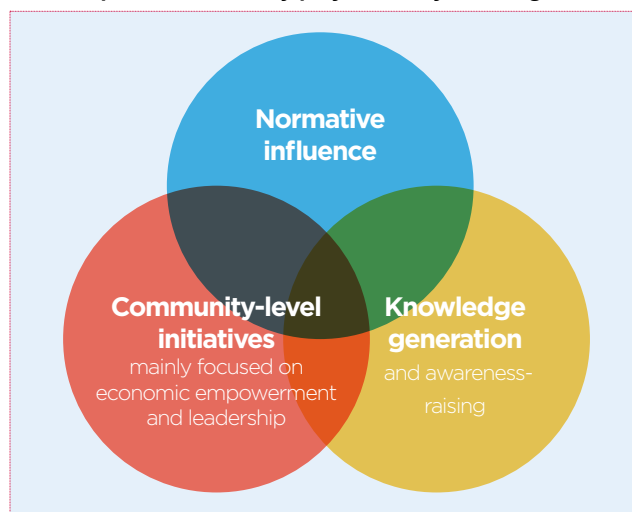 Normative
influence
Community-level
initiatives
mainly focused on
economic empowerment
and leadership
Knowledge
generation
and awareness-
raising